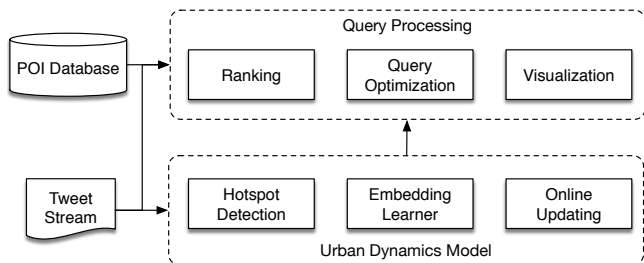 Query Processing
POI Database
Ranking
Query
Optimization
Visualization
Tweet
Stream
Hotspot
Detection
Embedding
Learner
Online
Updating
Urban Dynamics Model